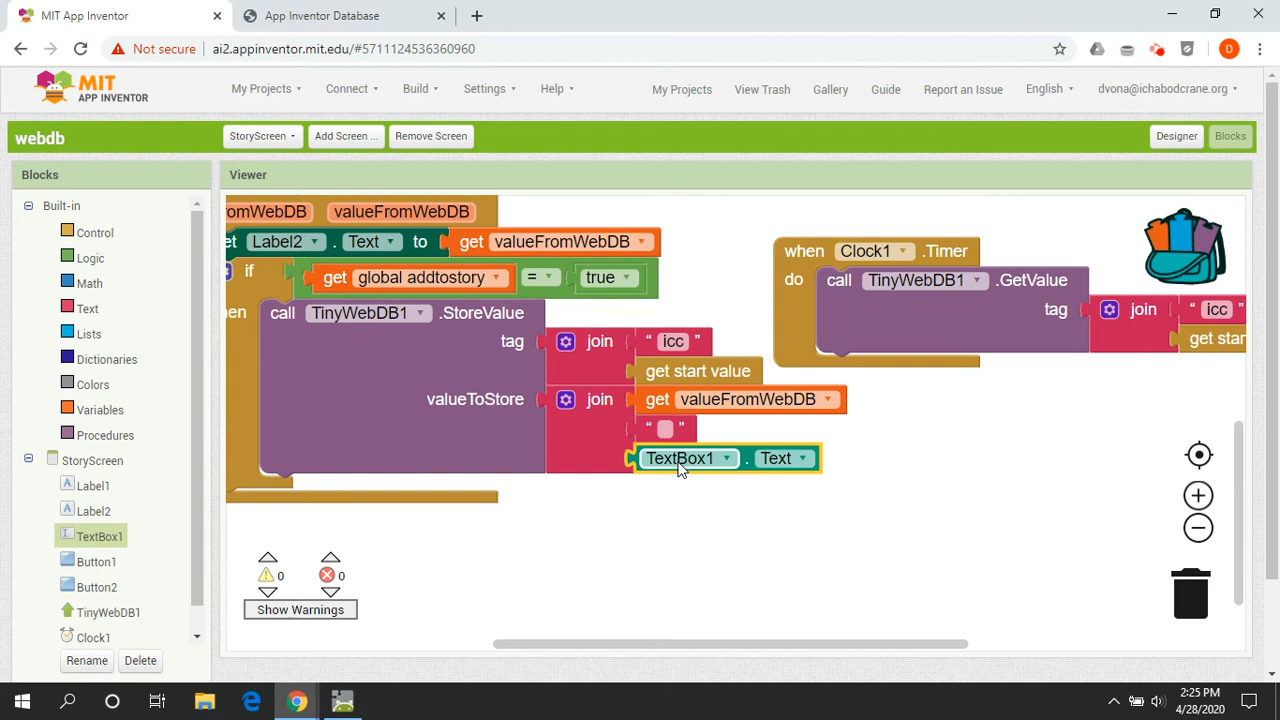 MIT App Inventor
App Inventor Database
Not secure
ai2.appinventor.mit.edu/#5711124536360960
D
MIT
APP INVENTOR
My Projects
Connect
Build
Settings
Help
My Projects
View Trash
Gallery
Guide
Report an Issue
English
dvona@ichabodcrane.org
webdb
StoryScreen
Add Screen ...
Remove Screen
Designer
Blocks
Blocks
Viewer
Built-in
Control
Logic
Math
Text
Lists
Dictionaries
Colors
Variables
Procedures
StoryScreen
Label1
Label2
TextBox1
Button1
Button2
TinyWebDB1
Clock1
Rename
Delete
omWebDB valueFromWebDB
et Label2 . Text to get valueFromWebDB
if get global addtostory = true
hen call TinyWebDB1 .StoreValue
tag join " icc "
get start value
valueToStore join get valueFromWebDB
" "
TextBox1 . Text
when Clock1 .Timer
do call TinyWebDB1 .GetValue
tag join " icc "
get star
0 0
Show Warnings
2:25 PM
4/28/2020